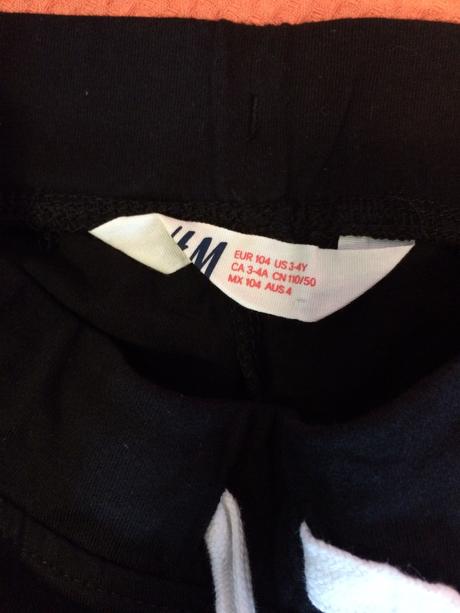 H&M
EUR 104 US 3-4Y
CA 3-4A CN 110/50
MX 104 AUS 4